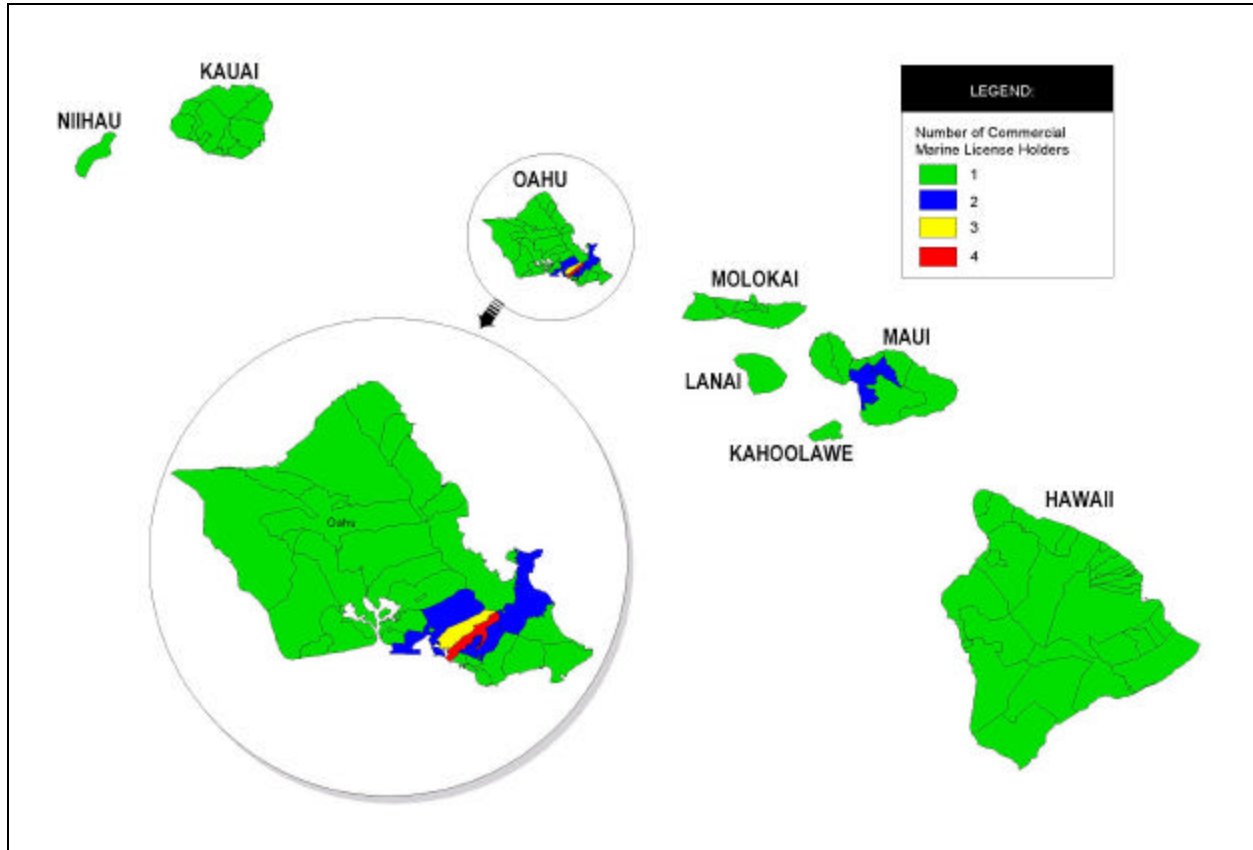 KAUAI
NIIHAU
OAHU
LEGEND:
Number of Commercial
Marine License Holders
1
2
3
4
MOLOKAI
MAUI
LANAI
KAHOOLAWE
HAWAII
Oahu